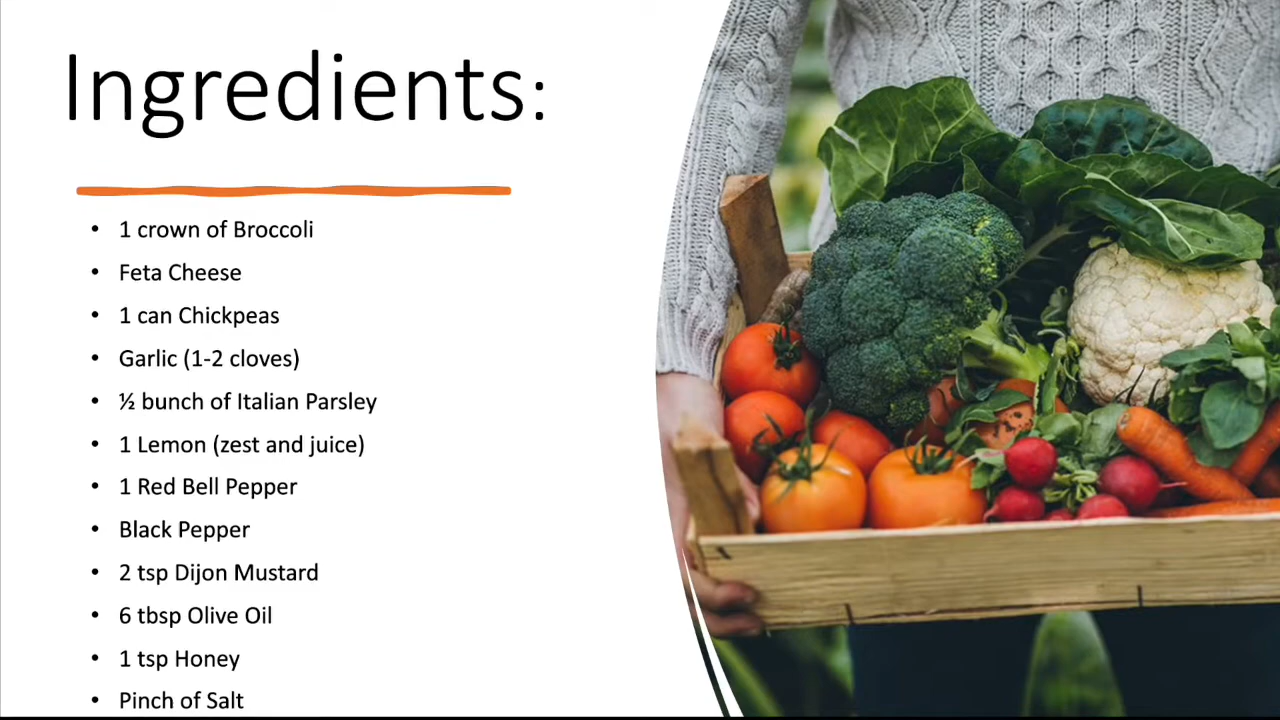 Ingredients:
• 1 crown of Broccoli
• Feta Cheese
• 1 can Chickpeas
• Garlic (1-2 cloves)
• ½ bunch of Italian Parsley
• 1 Lemon (zest and juice)
• 1 Red Bell Pepper
• Black Pepper
• 2 tsp Dijon Mustard
• 6 tbsp Olive Oil
• 1 tsp Honey
• Pinch of Salt